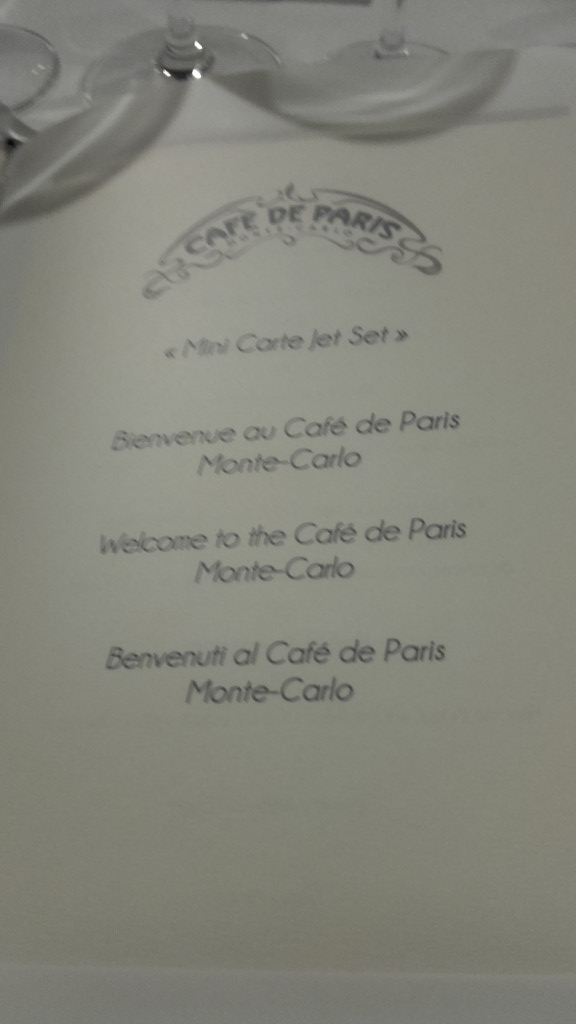 CAFE DE PARIS
MONTE-CARLO
« Mini Carte Jet Set »
Bienvenue au Café de Paris
Monte-Carlo
Welcome to the Café de Paris
Monte-Carlo
Benvenuti al Café de Paris
Monte-Carlo